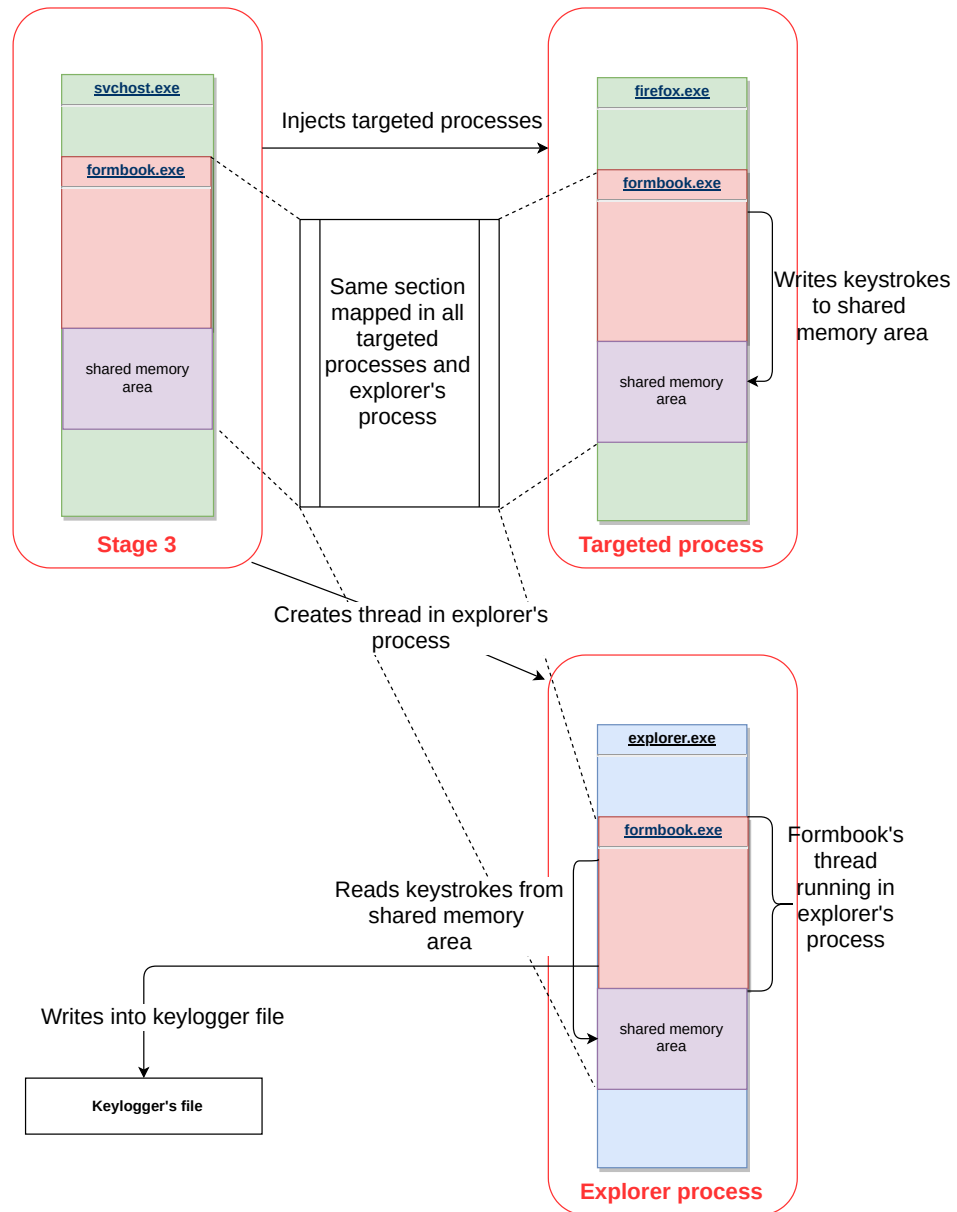 svchost.exe
formbook.exe
shared memory
area
Stage 3
Injects targeted processes
Same section
mapped in all
targeted
processes and
explorer's
process
firefox.exe
formbook.exe
shared memory
area
Targeted process
Writes keystrokes
to shared
memory area
Creates thread in explorer's
process
explorer.exe
formbook.exe
shared memory
area
Explorer process
Formbook's
thread
running in
explorer's
process
Reads keystrokes from
shared memory
area
Writes into keylogger file
Keylogger's file